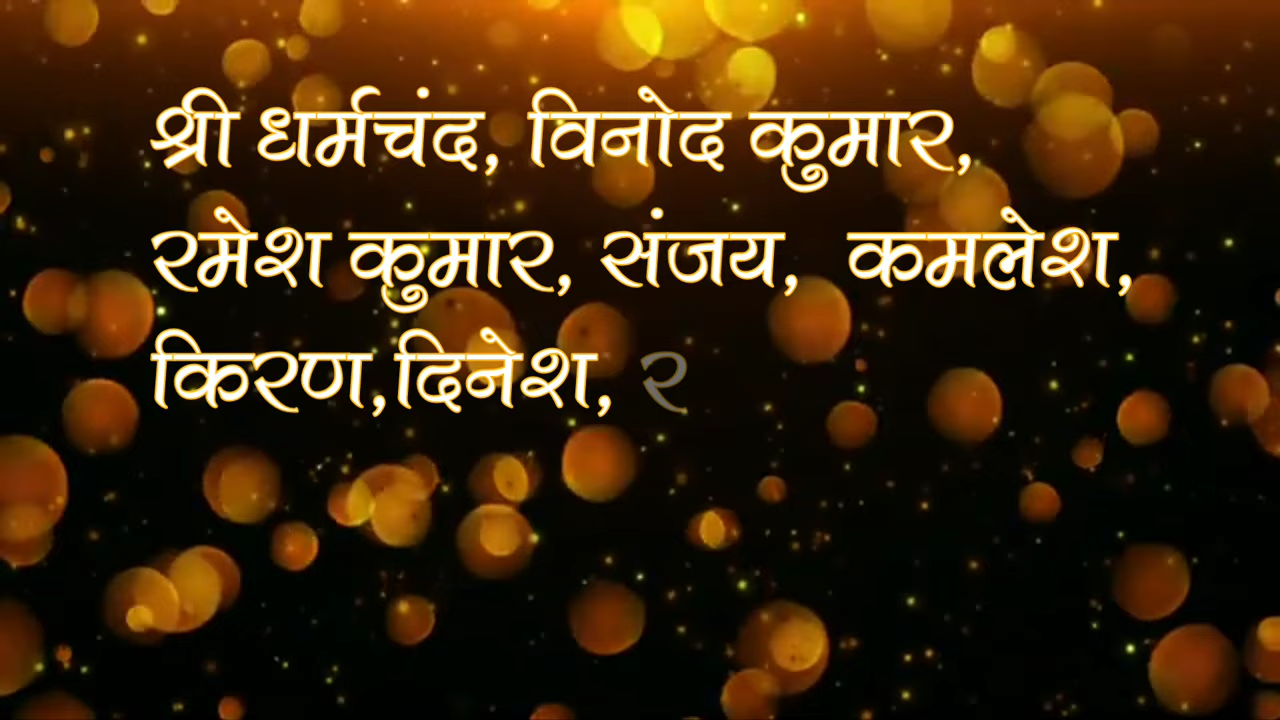 श्री धर्मचंद, विनोद कुमार,
रमेश कुमार, संजय, कमलेश,
किरण,दिनेश, र